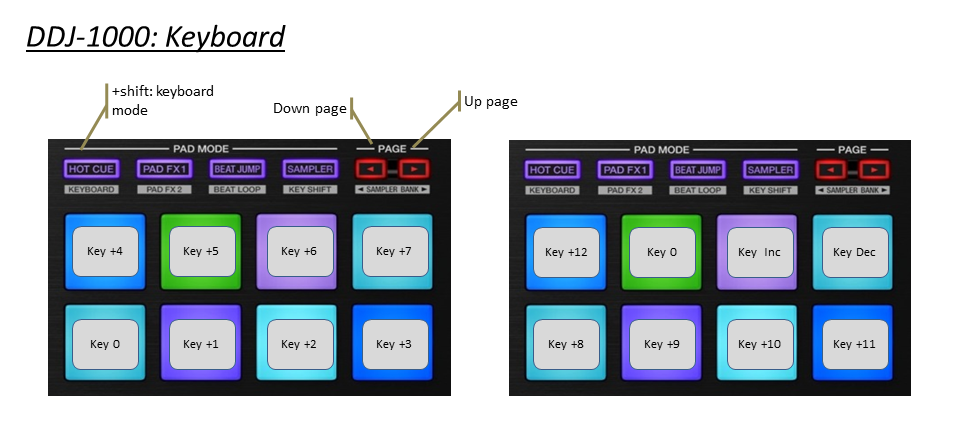 DDJ-1000: Keyboard
+shift: keyboard
mode
Down page
Up page
PAD MODE
PAGE
HOT CUE
PAD FX1
BEAT JUMP
SAMPLER
◄
►
KEYBOARD
PAD FX 2
BEAT LOOP
KEY SHIFT
◄ SAMPLER BANK ►
Key +4
Key +5
Key +6
Key +7
Key 0
Key +1
Key +2
Key +3
PAD MODE
PAGE
HOT CUE
PAD FX1
BEAT JUMP
SAMPLER
◄
►
KEYBOARD
PAD FX 2
BEAT LOOP
KEY SHIFT
◄ SAMPLER BANK ►
Key +12
Key 0
Key Inc
Key Dec
Key +8
Key +9
Key +10
Key +11